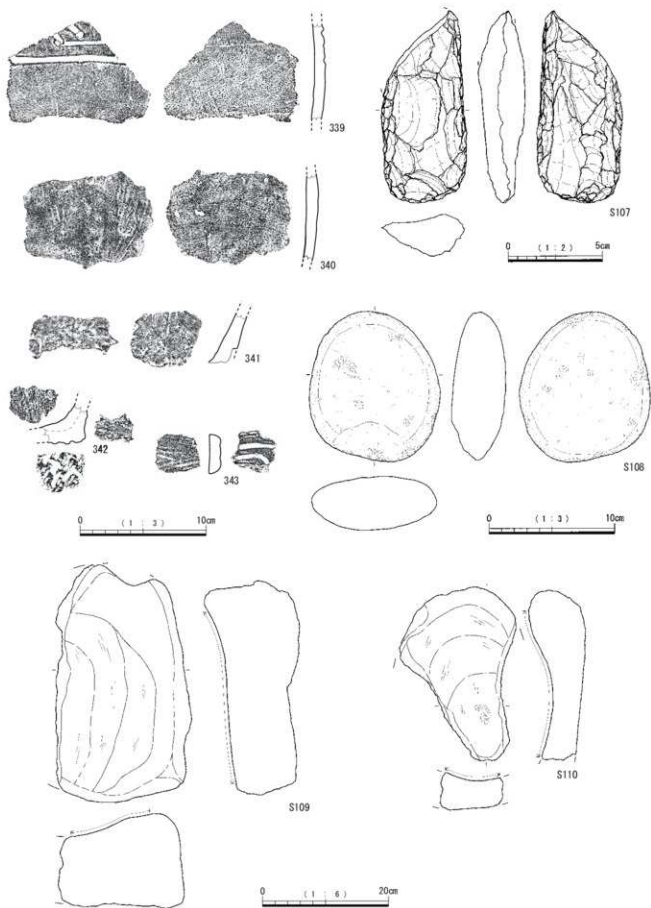 339
S107
0 (1:2) 5cm
340
341
342
343
S108
0 (1:3) 10cm
0 (1:3) 10cm
S109
S110
0 (1:6) 20cm